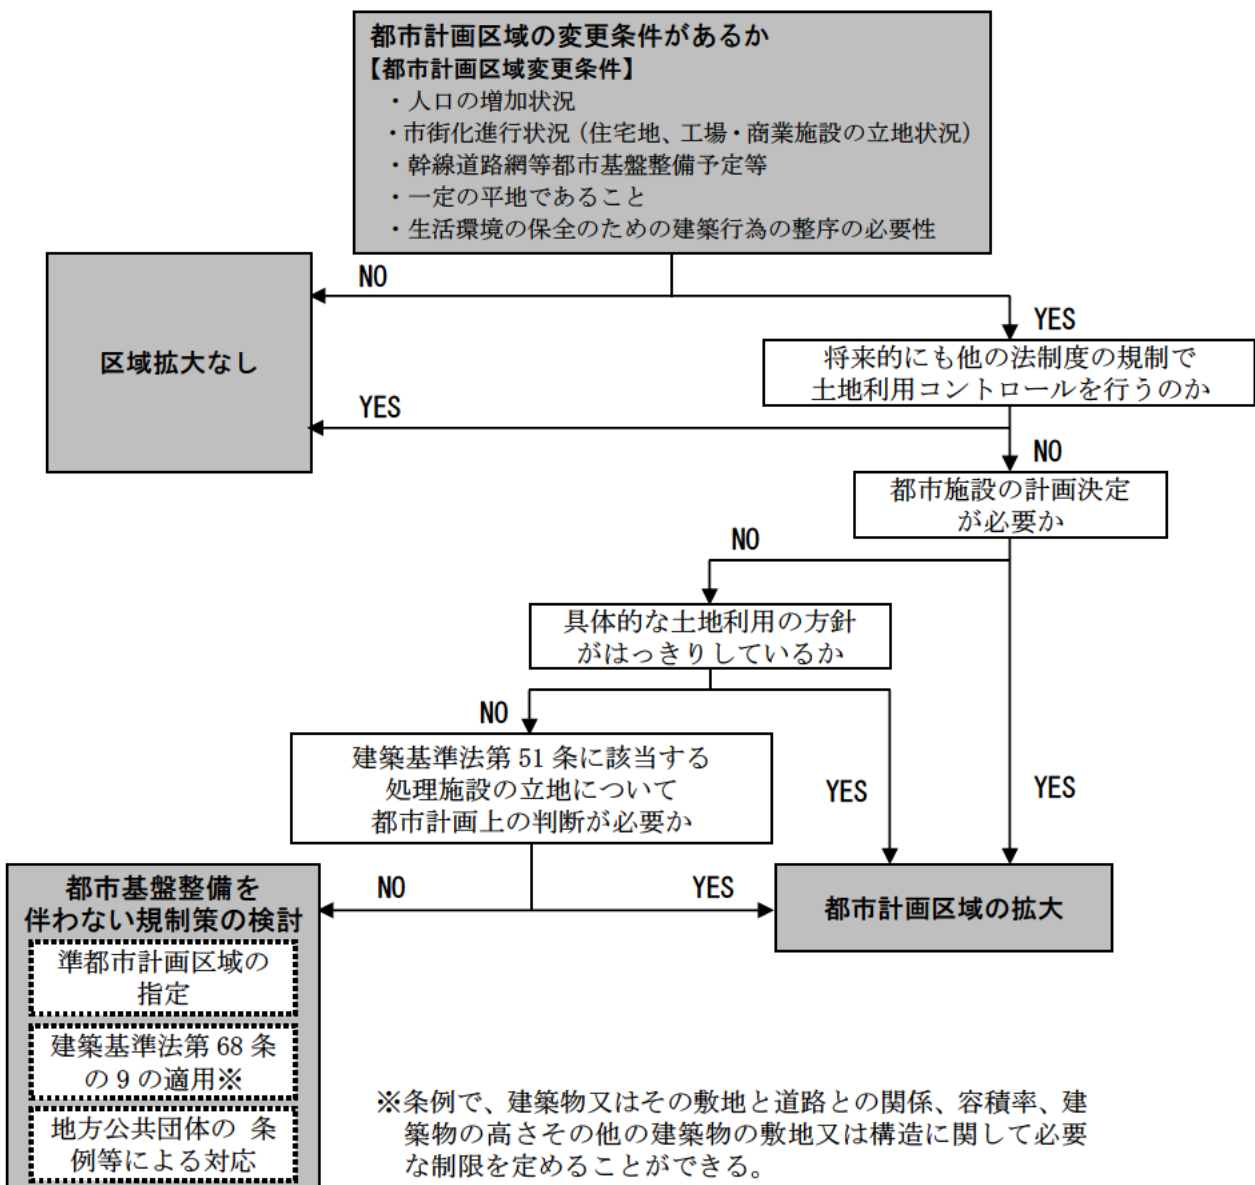 都市計画区域の変更条件があるか
【都市計画区域変更条件】
・人口の増加状況
・市街化進行状況（住宅地、工場・商業施設の立地状況）
・幹線道路網等都市基盤整備予定等
・一定の平地であること
・生活環境の保全のための建築行為の整序の必要性
NO
YES
区域拡大なし
将来的にも他の法制度の規制で
土地利用コントロールを行うのか
YES
NO
都市施設の計画決定
が必要か
NO
具体的な土地利用の方針
がはっきりしているか
NO
建築基準法第 51 条に該当する
処理施設の立地について
都市計画上の判断が必要か
YES
YES
NO
YES
都市計画区域の拡大
都市基盤整備を
伴わない規制策の検討
準都市計画区域の
指定
建築基準法第 68 条
の 9 の適用※
地方公共団体の 条
例等による対応
※条例で、建築物又はその敷地と道路との関係、容積率、建
築物の高さその他の建築物の敷地又は構造に関して必要
な制限を定めることができる。